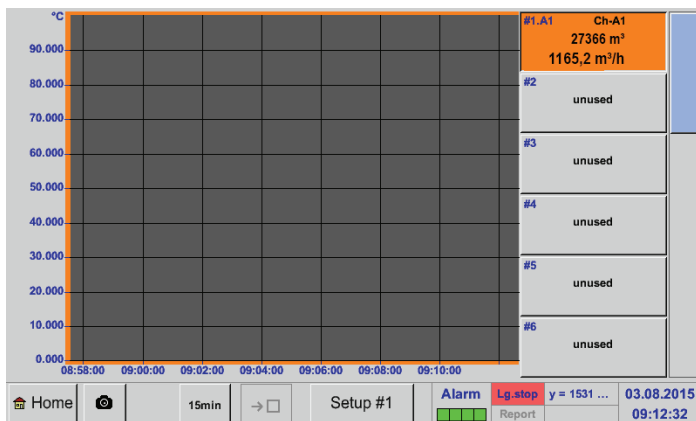 °C
90.000
80.000
70.000
60.000
50.000
40.000
30.000
20.000
10.000
0.000
08:58:00 09:00:00 09:02:00 09:04:00 09:06:00 09:08:00 09:10:00
#1.A1 Ch-A1
27366 m³
1165,2 m³/h
#2
unused
#3
unused
#4
unused
#5
unused
#6
unused
Home 15min Setup #1
Alarm Lg.stop y = 1531 ... 03.08.2015
Report 09:12:32